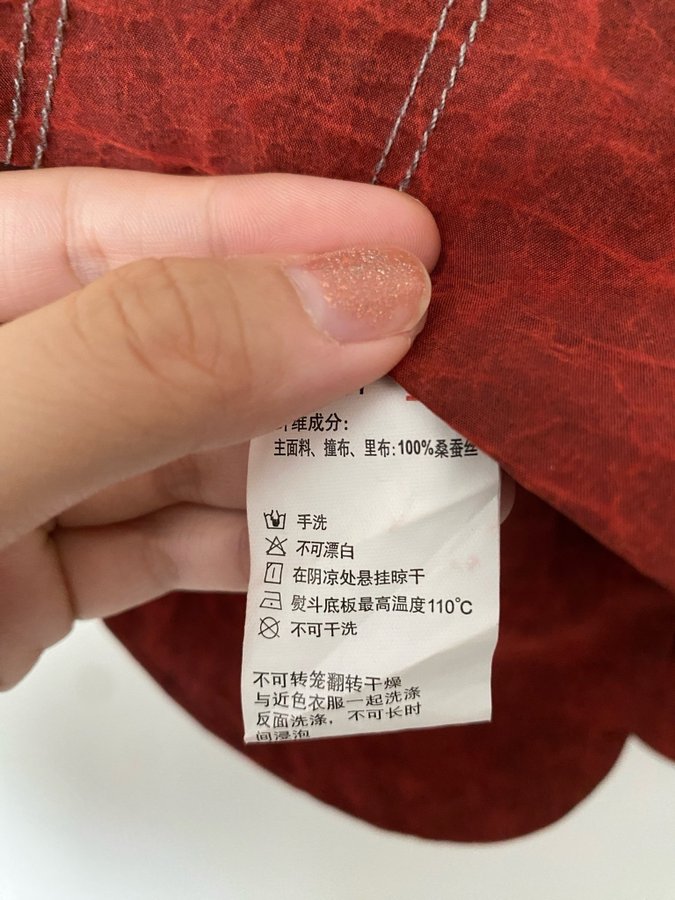 纤维成分:
主面料、撞布、里布:100%桑蚕丝
手洗
不可漂白
在阴凉处悬挂晾干
熨斗底板最高温度110℃
不可干洗
不可转笼翻转干燥
与近色衣服一起洗涤
反面洗涤，不可长时
间浸泡